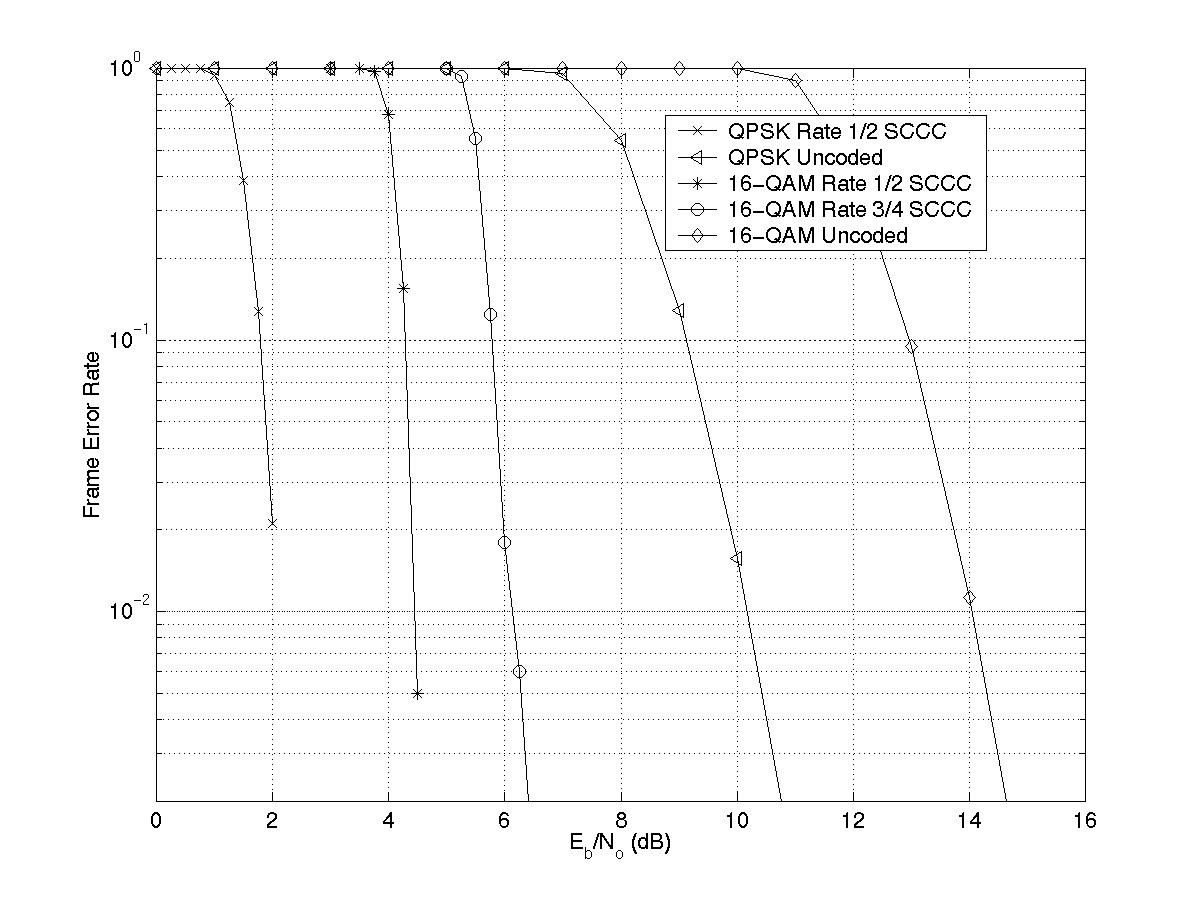 10^0
QPSK Rate 1/2 SCCC
QPSK Uncoded
16−QAM Rate 1/2 SCCC
16−QAM Rate 3/4 SCCC
16−QAM Uncoded
10^−1
Frame Error Rate
10^−2
0 2 4 6 8 10 12 14 16
E_b/N_o (dB)